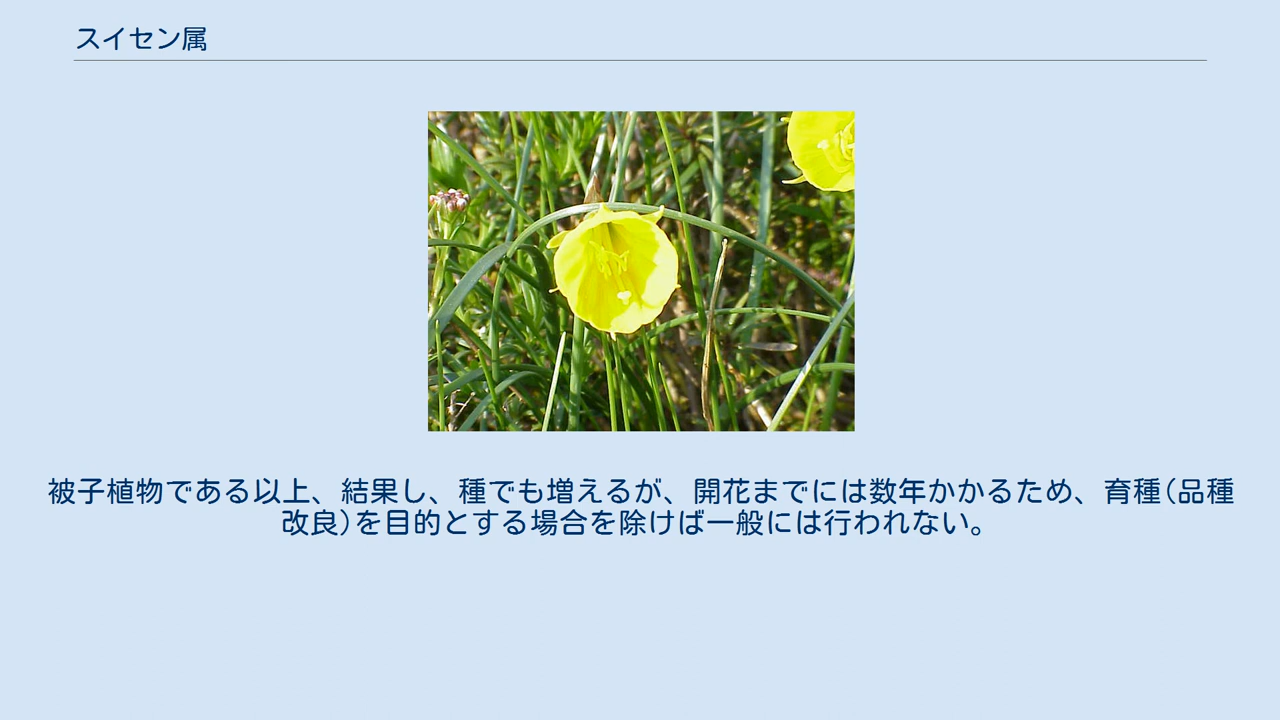 スイセン属
被子植物である以上、結果し、種でも増えるが、開花までには数年かかるため、育種(品種
改良)を目的とする場合を除けば一般には行われない。